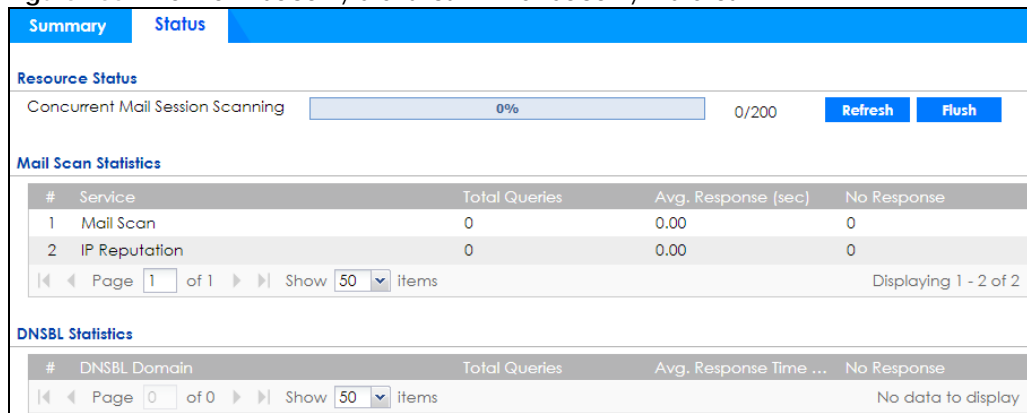 Summary Status
Resource Status
Concurrent Mail Session Scanning 0% 0/200 Refresh Flush
Mail Scan Statistics
# Service Total Queries Avg. Response (sec) No Response
1 Mail Scan 0 0.00 0
2 IP Reputation 0 0.00 0
Page 1 of 1 Show 50 items Displaying 1 - 2 of 2
DNSBL Statistics
# DNSBL Domain Total Queries Avg. Response Time ... No Response
Page 0 of 0 Show 50 items No data to display